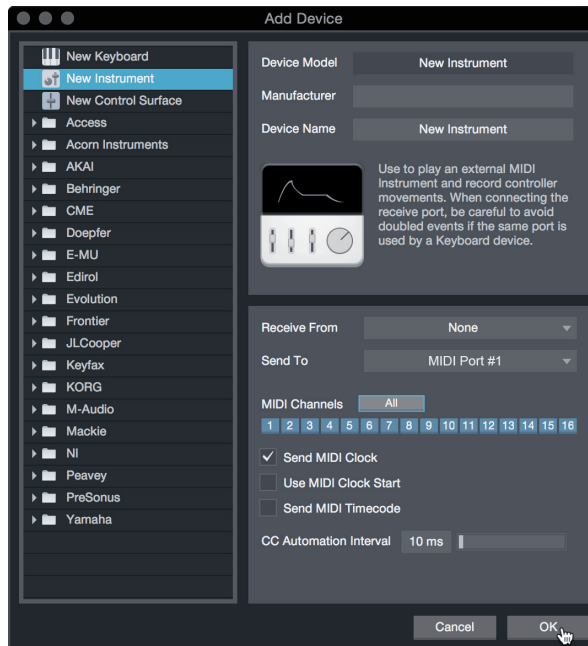 Add Device
New Keyboard
New Instrument
New Control Surface
Access
Acorn Instruments
AKAI
Behringer
CME
Doepfer
E-MU
Edirol
Evolution
Frontier
JLCooper
Keyfax
KORG
M-Audio
Mackie
NI
Peavey
PreSonus
Yamaha
Device Model New Instrument
Manufacturer
Device Name New Instrument
Use to play an external MIDI
Instrument and record controller
movements. When connecting the
receive port, be careful to avoid
doubled events if the same port is
used by a Keyboard device.
Receive From None
Send To MIDI Port #1
MIDI Channels All
1 2 3 4 5 6 7 8 9 10 11 12 13 14 15 16
Send MIDI Clock
Use MIDI Clock Start
Send MIDI Timecode
CC Automation Interval 10 ms
Cancel OK